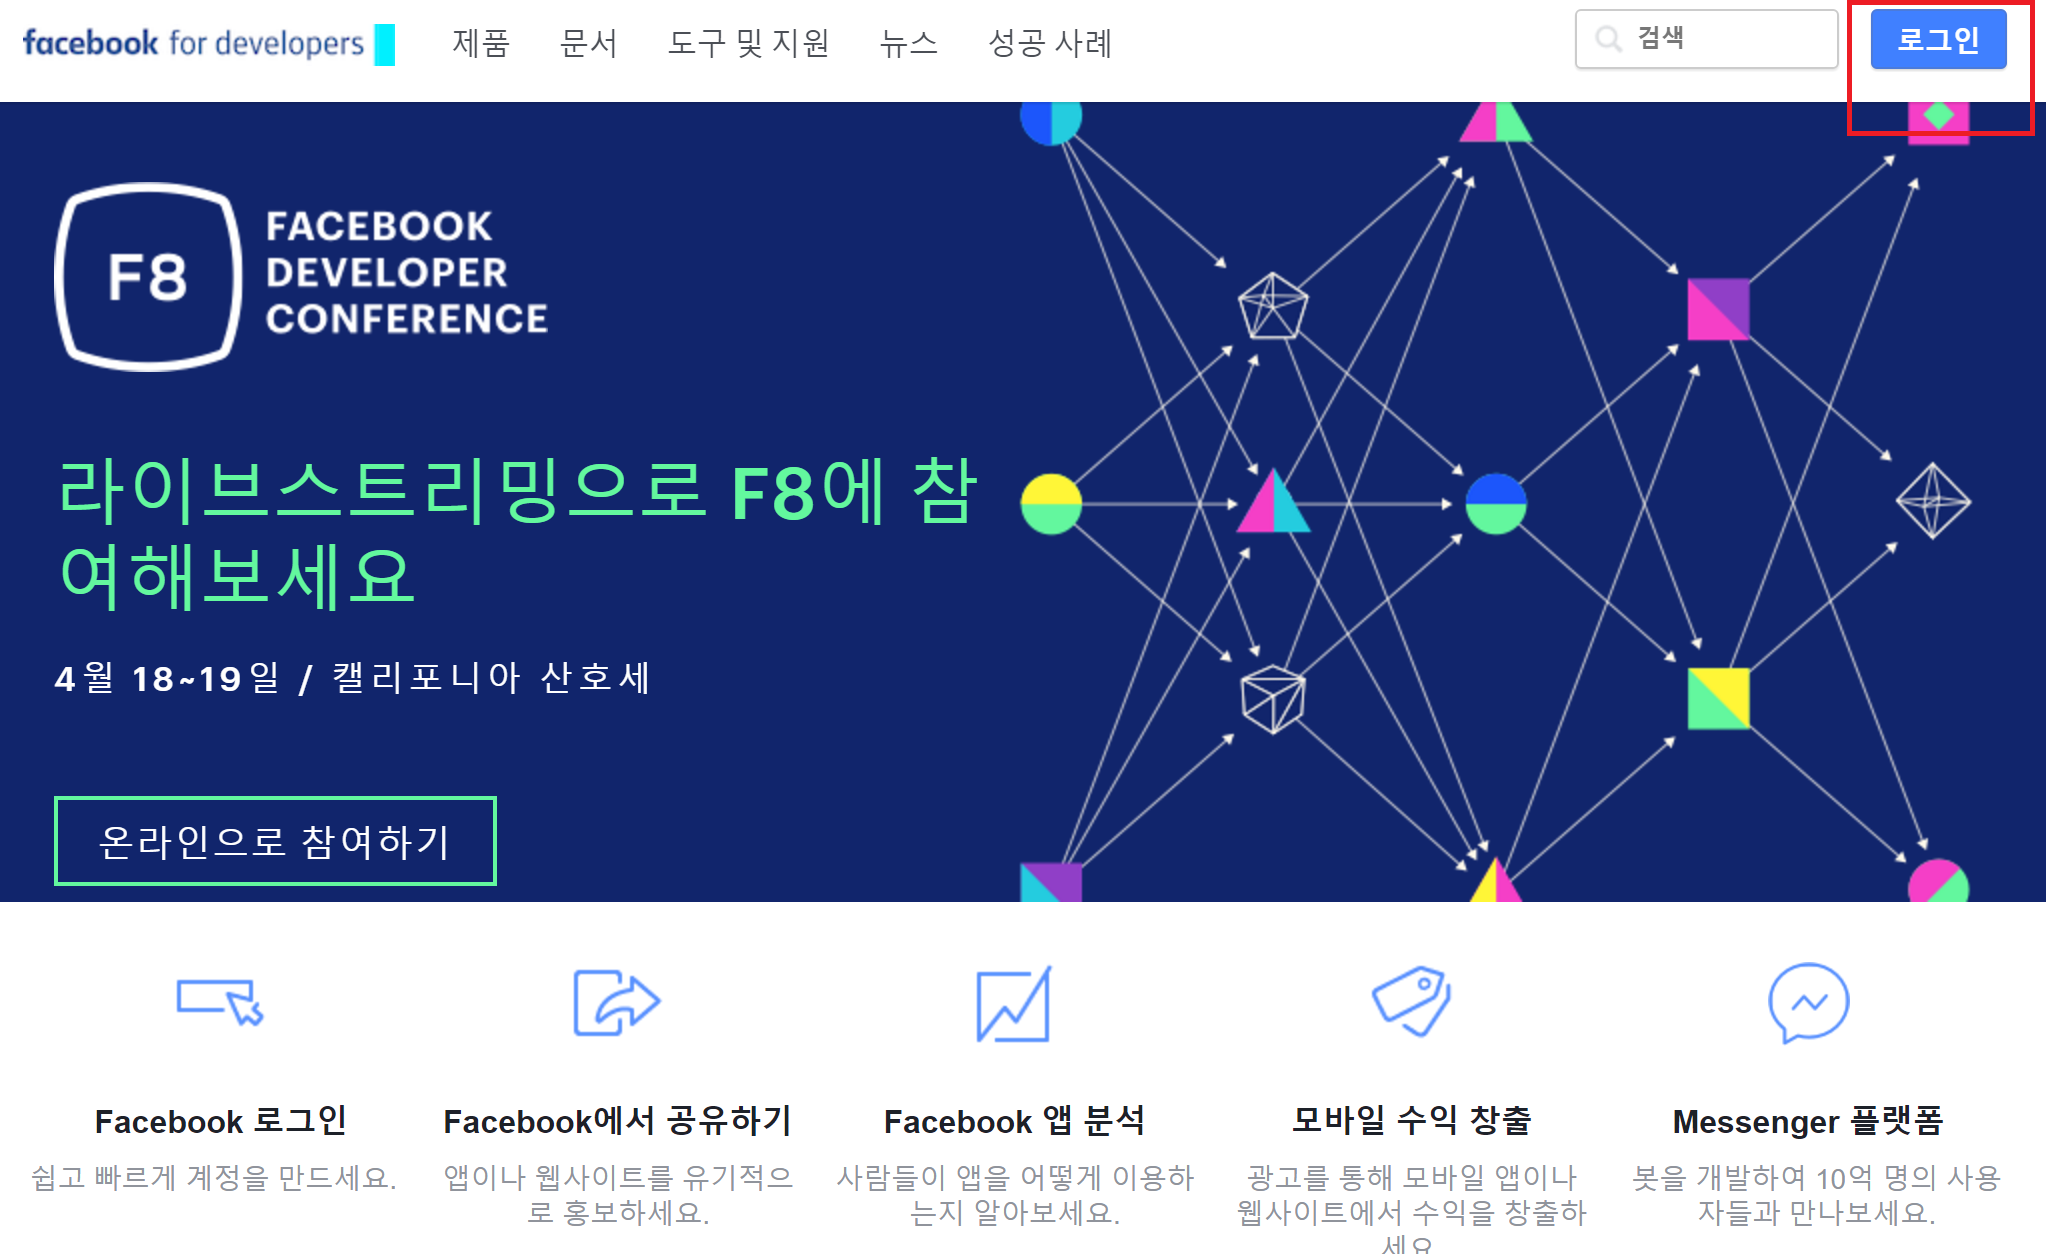 facebook for developers 제품 문서 도구 및 지원 뉴스 성공 사례 검색 로그인
F8
FACEBOOK
DEVELOPER
CONFERENCE
라이브스트리밍으로 F8에 참
여해보세요
4월 18~19일 / 캘리포니아 산호세
온라인으로 참여하기
Facebook 로그인
쉽고 빠르게 계정을 만드세요.
Facebook에서 공유하기
앱이나 웹사이트를 유기적으
로 홍보하세요.
Facebook 앱 분석
사람들이 앱을 어떻게 이용하
는지 알아보세요.
모바일 수익 창출
광고를 통해 모바일 앱이나
웹사이트에서 수익을 창출하
세요
Messenger 플랫폼
봇을 개발하여 10억 명의 사용
자들과 만나보세요.